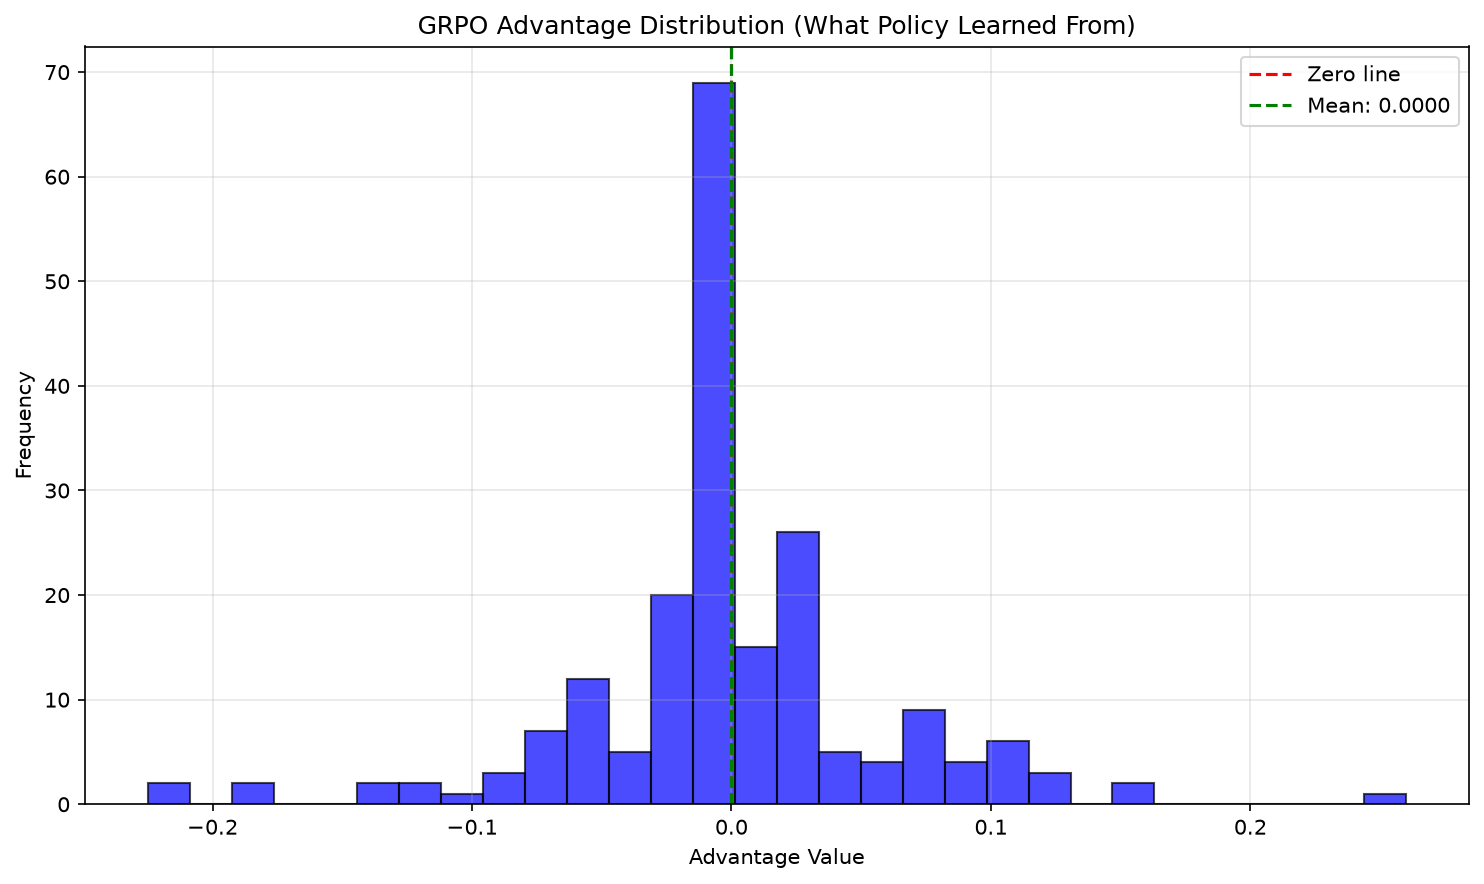 GRPO Advantage Distribution (What Policy Learned From)
Zero line
Mean: 0.0000
Frequency
70
60
50
40
30
20
10
0
−0.2
−0.1
0.0
0.1
0.2
Advantage Value